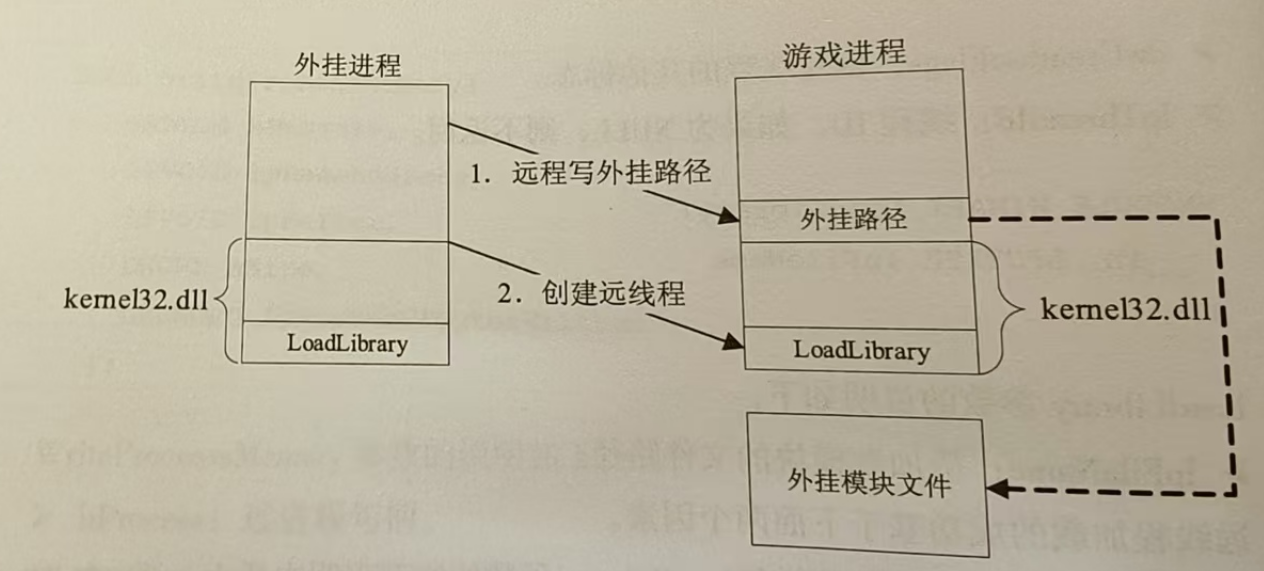 外挂进程
游戏进程
1. 远程写外挂路径
外挂路径
2. 创建远线程
kernel32.dll
kernel32.dll
LoadLibrary
LoadLibrary
外挂模块文件